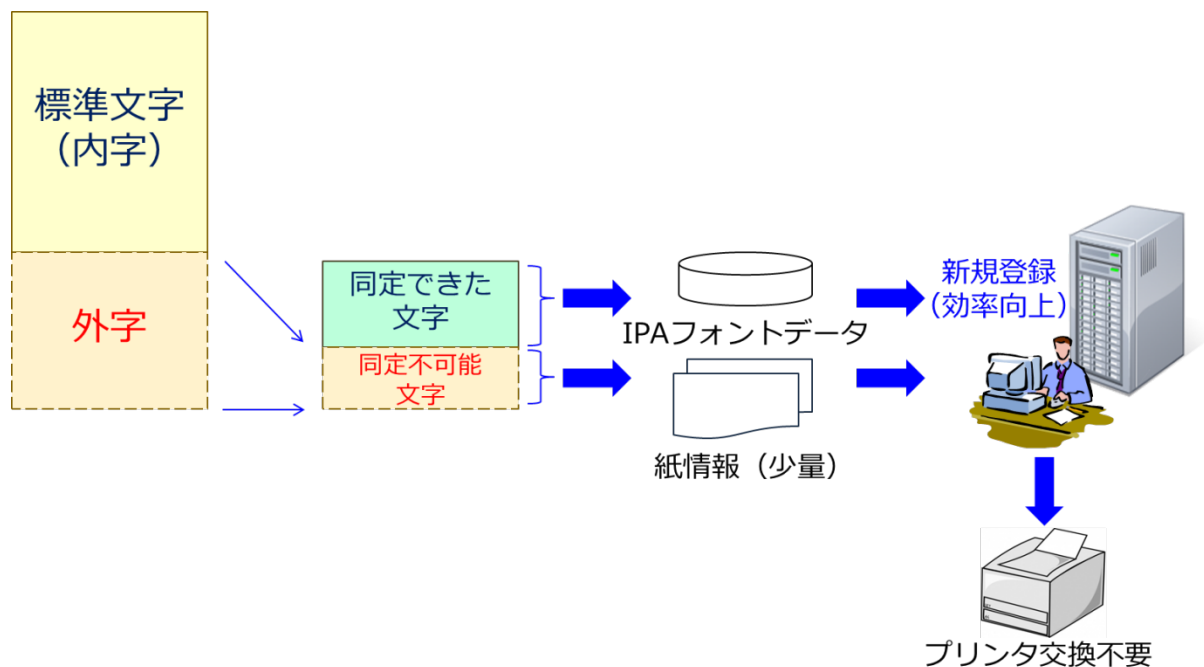 標準文字
（内字）
外字
同定できた
文字
同定不可能
文字
IPAフォントデータ
紙情報（少量）
新規登録
（効率向上）
プリンタ交換不要